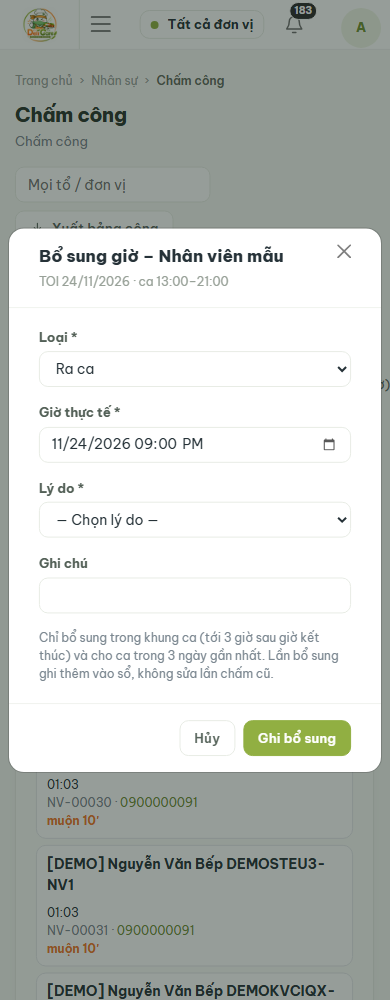 Tất cả đơn vị
183
A
Trang chủ › Nhân sự › Chấm công
Chấm công
Chấm công
Mọi tổ / đơn vị
Xuất bảng công
Bổ sung giờ – Nhân viên mẫu
TOI 24/11/2026 · ca 13:00–21:00
Loại *
Ra ca
Giờ thực tế *
11/24/2026 09:00 PM
Lý do *
— Chọn lý do —
Ghi chú
Chỉ bổ sung trong khung ca (tới 3 giờ sau giờ kết
thúc) và cho ca trong 3 ngày gần nhất. Lần bổ sung
ghi thêm vào sổ, không sửa lần chấm cũ.
Hủy
Ghi bổ sung
01:03
NV-00030 · 0900000091
muộn 10'
[DEMO] Nguyễn Văn Bếp DEMOSTEU3-
NV1
01:03
NV-00031 · 0900000091
muộn 10'
[DEMO] Nguyễn Văn Bếp DEMOKVCIQX-